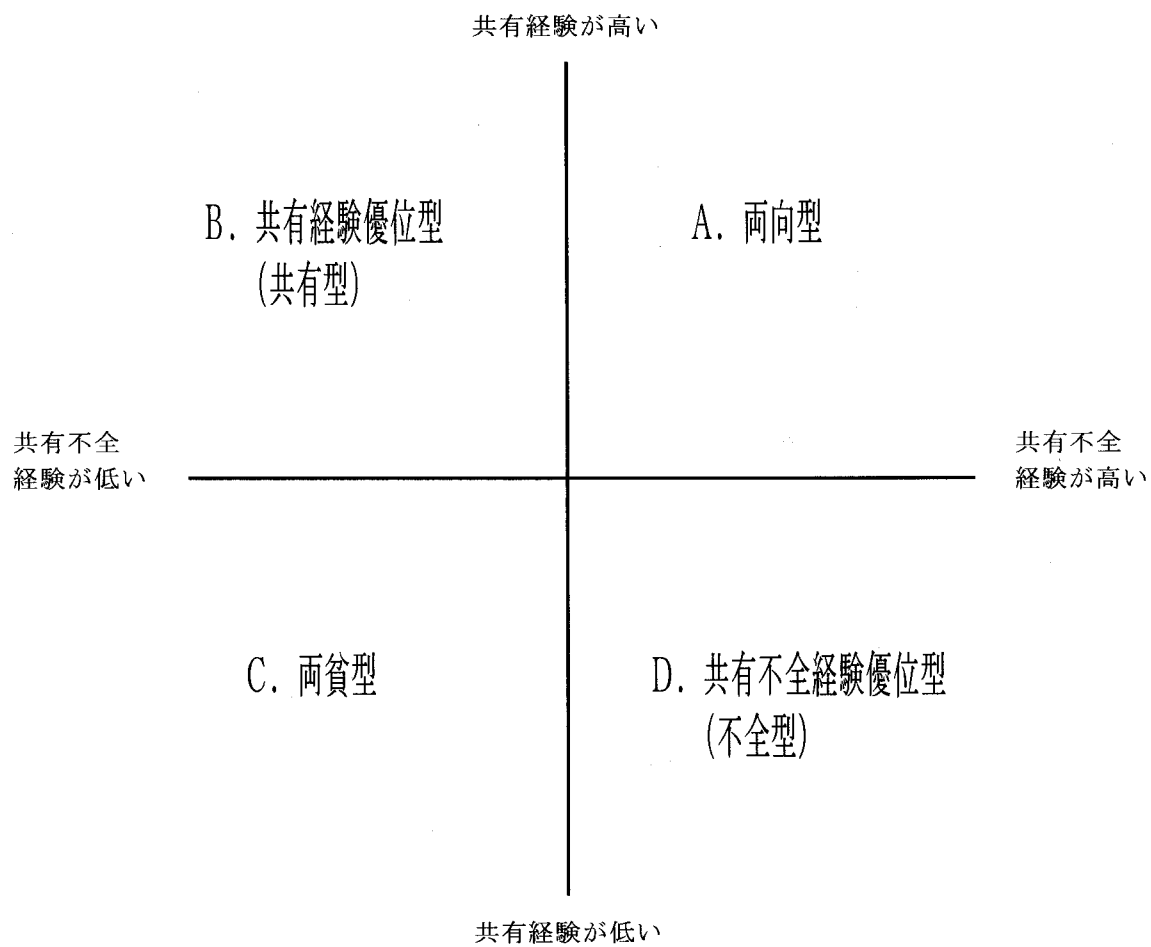 共有経験が高い
B. 共有経験優位型
(共有型)
A. 両向型
共有不全
経験が低い
共有不全
経験が高い
C. 両貧型
D. 共有不全経験優位型
(不全型)
共有経験が低い